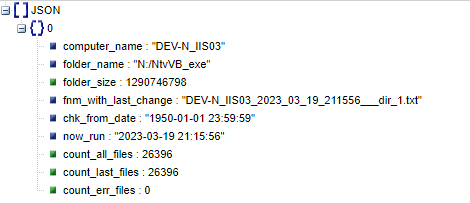 JSON
0
computer_name : "DEV-N_IIS03"
folder_name : "N:/NtvVB_exe"
folder_size : 1290746798
fnm_with_last_change : "DEV-N_IIS03_2023_03_19_211556___dir_1.txt"
chk_from_date : "1950-01-01 23:59:59"
now_run : "2023-03-19 21:15:56"
count_all_files : 26396
count_last_files : 26396
count_err_files : 0